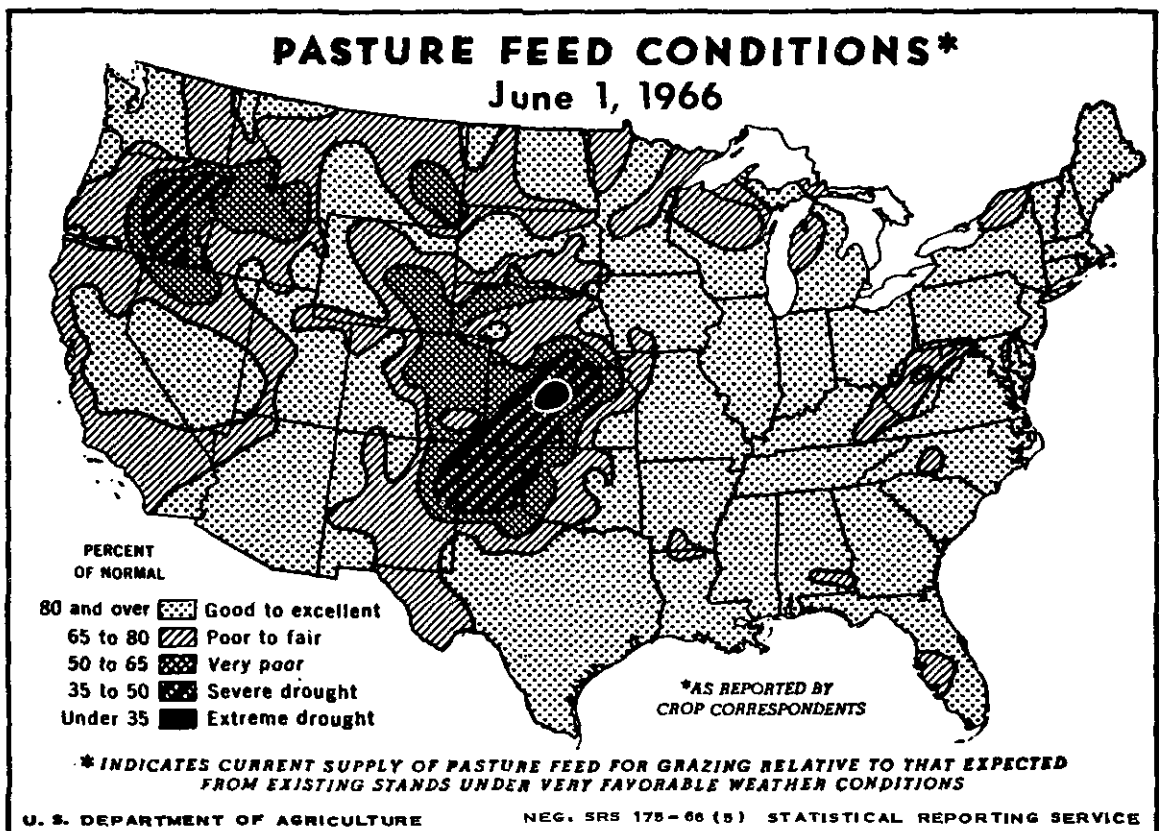 PASTURE FEED CONDITIONS*
June 1, 1966
PERCENT
OF NORMAL
80 and over Good to excellent
65 to 80 Poor to fair
50 to 65 Very poor
35 to 50 Severe drought
Under 35 Extreme drought
*AS REPORTED BY
CROP CORRESPONDENTS
* INDICATES CURRENT SUPPLY OF PASTURE FEED FOR GRAZING RELATIVE TO THAT EXPECTED
FROM EXISTING STANDS UNDER VERY FAVORABLE WEATHER CONDITIONS
U. S. DEPARTMENT OF AGRICULTURE NEG. SRS 175-66 (5) STATISTICAL REPORTING SERVICE